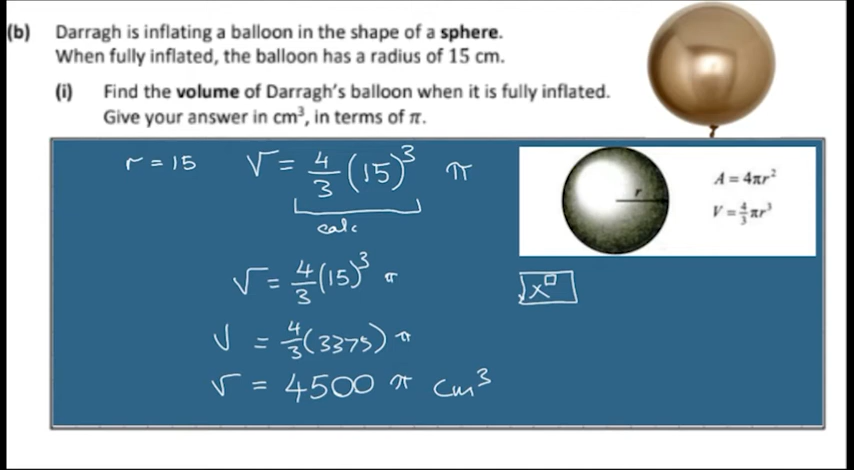 (b) Darragh is inflating a balloon in the shape of a sphere.
When fully inflated, the balloon has a radius of 15 cm.
(i) Find the volume of Darragh's balloon when it is fully inflated.
Give your answer in cm³, in terms of π.
r = 15 V = 4/3 (15)³ π
calc
V = 4/3 (15)³ π
V = 4/3 (3375) π
V = 4500 π cm³
r
A = 4πr²
V = 4/3 πr³
x□